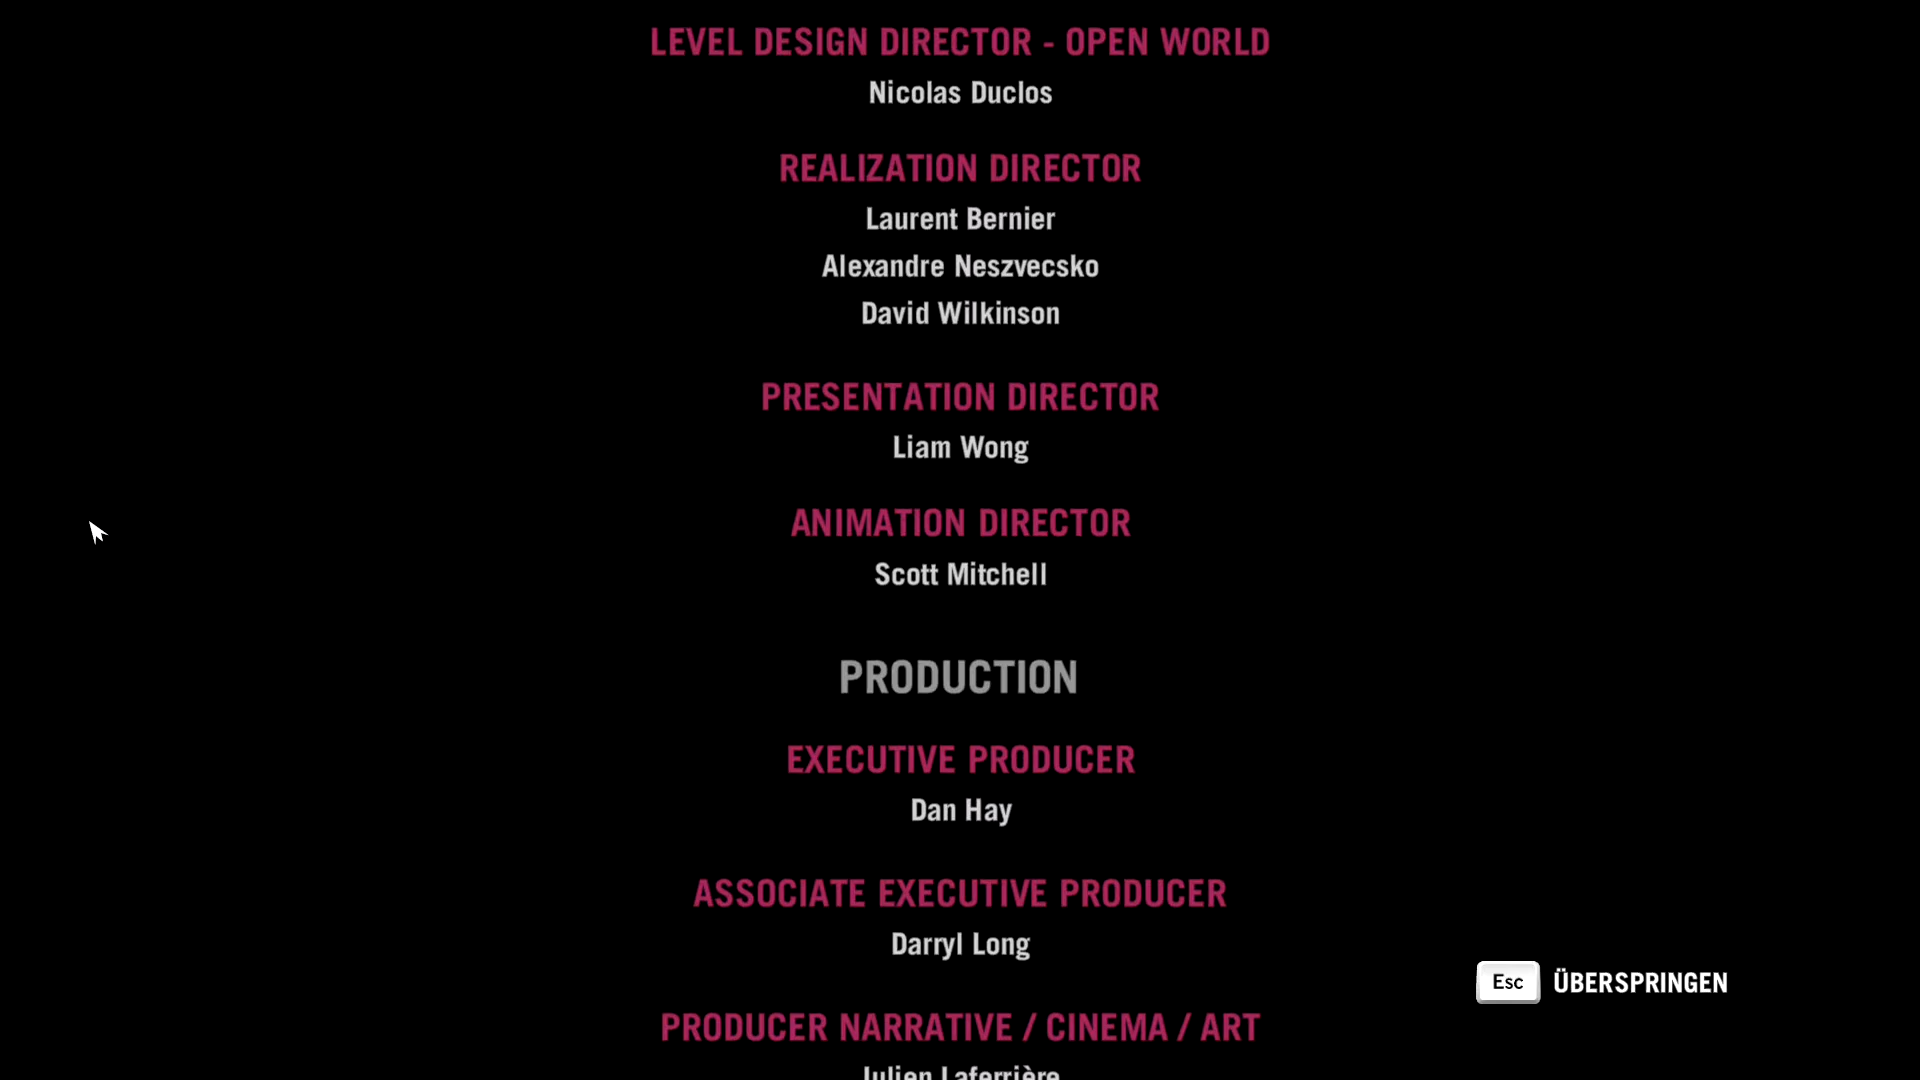 LEVEL DESIGN DIRECTOR - OPEN WORLD
Nicolas Duclos
REALIZATION DIRECTOR
Laurent Bernier
Alexandre Neszvecsko
David Wilkinson
PRESENTATION DIRECTOR
Liam Wong
ANIMATION DIRECTOR
Scott Mitchell
PRODUCTION
EXECUTIVE PRODUCER
Dan Hay
ASSOCIATE EXECUTIVE PRODUCER
Darryl Long
Esc ÜBERSPRINGEN
PRODUCER NARRATIVE / CINEMA / ART
Julien Laferrière